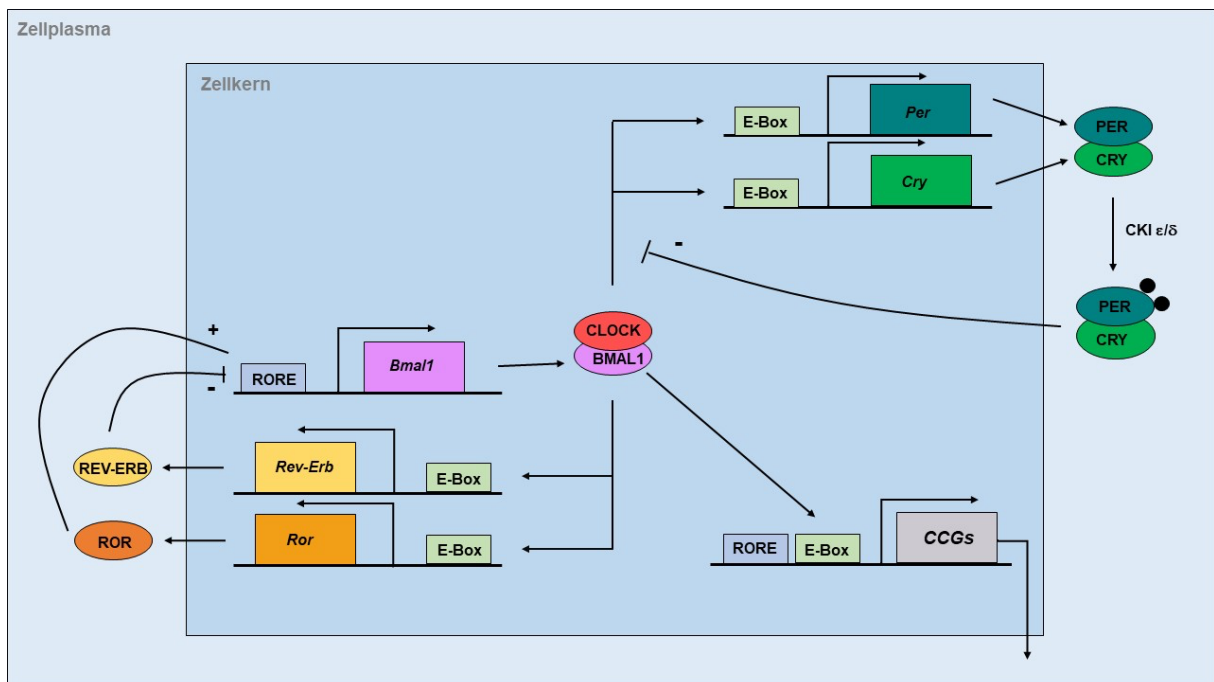 Zellplasma
Zellkern
E-Box
Per
E-Box
Cry
PER
CRY
CKI ε/δ
PER
CRY
-
+
-
RORE
Bmal1
CLOCK
BMAL1
REV-ERB
Rev-Erb
E-Box
ROR
Ror
E-Box
RORE
E-Box
CCGs